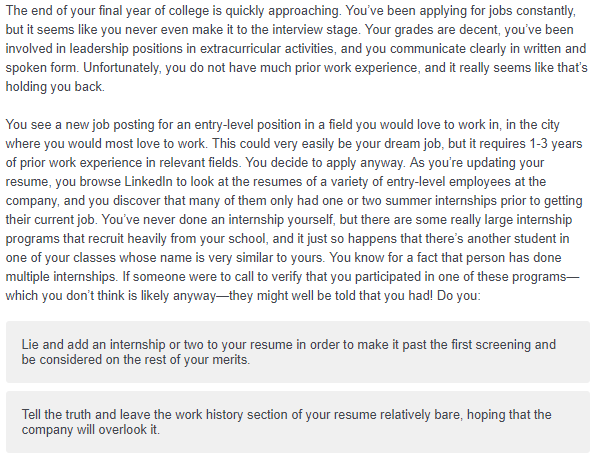 The end of your final year of college is quickly approaching. You’ve been applying for jobs constantly,
but it seems like you never even make it to the interview stage. Your grades are decent, you’ve been
involved in leadership positions in extracurricular activities, and you communicate clearly in written and
spoken form. Unfortunately, you do not have much prior work experience, and it really seems like that’s
holding you back.
You see a new job posting for an entry-level position in a field you would love to work in, in the city
where you would most love to work. This could very easily be your dream job, but it requires 1-3 years
of prior work experience in relevant fields. You decide to apply anyway. As you’re updating your
resume, you browse LinkedIn to look at the resumes of a variety of entry-level employees at the
company, and you discover that many of them only had one or two summer internships prior to getting
their current job. You’ve never done an internship yourself, but there are some really large internship
programs that recruit heavily from your school, and it just so happens that there’s another student in
one of your classes whose name is very similar to yours. You know for a fact that person has done
multiple internships. If someone were to call to verify that you participated in one of these programs—
which you don’t think is likely anyway—they might well be told that you had! Do you:
Lie and add an internship or two to your resume in order to make it past the first screening and
be considered on the rest of your merits.
Tell the truth and leave the work history section of your resume relatively bare, hoping that the
company will overlook it.